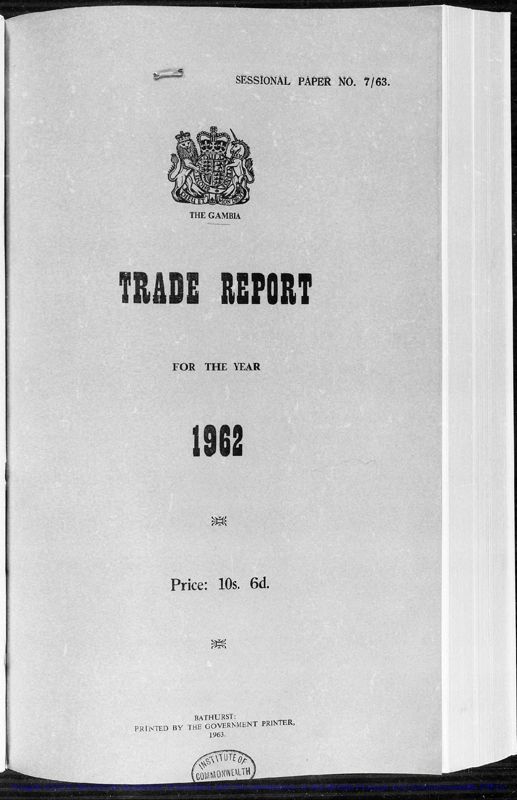 SESSIONAL PAPER NO. 7/63.
THE GAMBIA
TRADE REPORT
FOR THE YEAR
1962
Price: 10s. 6d.
BATHURST:
PRINTED BY THE GOVERNMENT PRINTER.
1963.
INSTITUTE OF
COMMONWEALTH